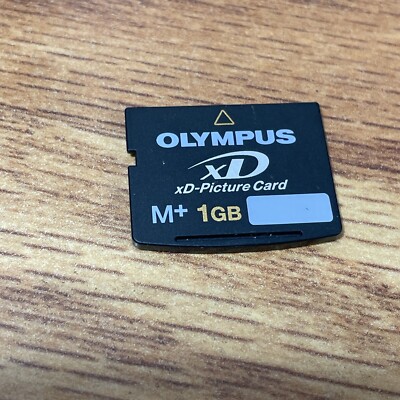 OLYMPUS
xD
xD-Picture Card
M+ 1GB